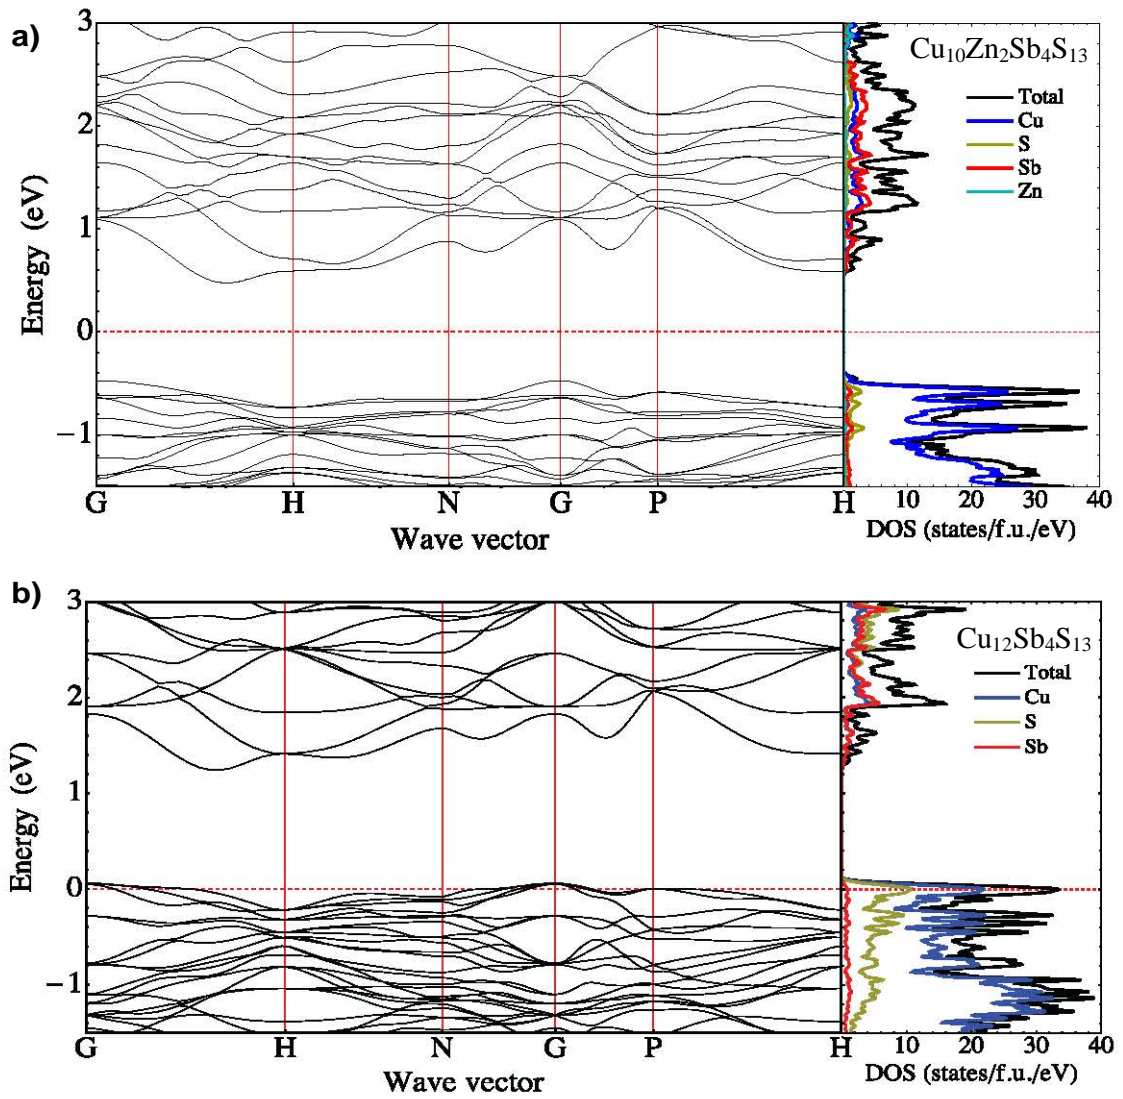 a)
3
2
1
0
−1
Energy (eV)
G H N G P H
Wave vector
Cu10Zn2Sb4S13
Total
Cu
S
Sb
Zn
10 20 30 40
DOS (states/f.u./eV)
b)
3
2
1
0
−1
Energy (eV)
G H N G P H
Wave vector
Cu12Sb4S13
Total
Cu
S
Sb
10 20 30 40
DOS (states/f.u./eV)